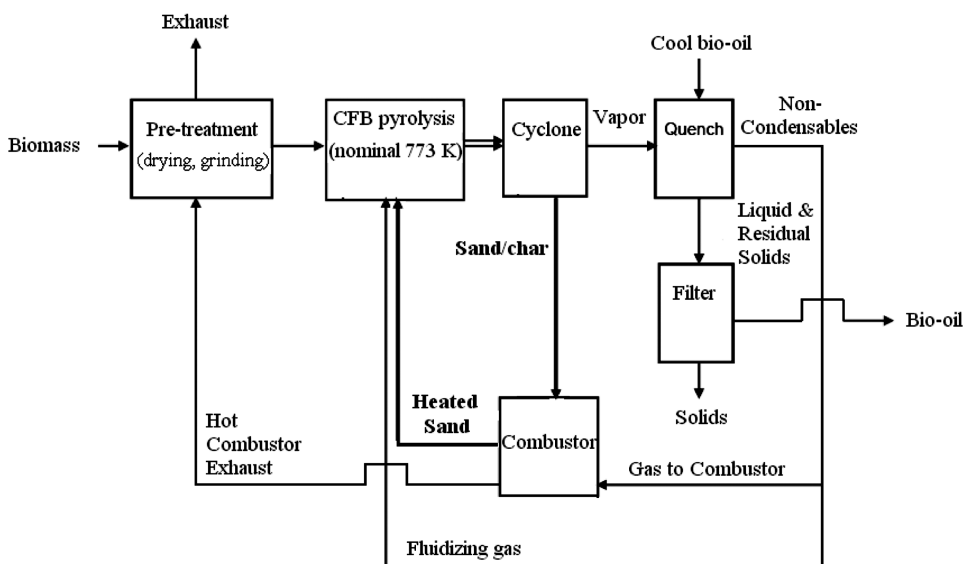 Exhaust
Cool bio-oil
Biomass
Pre-treatment
(drying, grinding)
CFB pyrolysis
(nominal 773 K)
Cyclone
Vapor
Quench
Non-
Condensables
Sand/char
Liquid &
Residual
Solids
Filter
Bio-oil
Solids
Heated
Sand
Combustor
Hot
Combustor
Exhaust
Gas to Combustor
Fluidizing gas